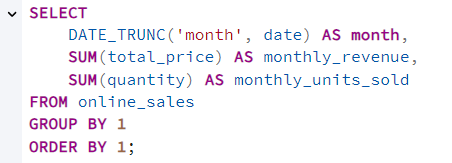 SELECT
    DATE_TRUNC('month', date) AS month,
    SUM(total_price) AS monthly_revenue,
    SUM(quantity) AS monthly_units_sold
FROM online_sales
GROUP BY 1
ORDER BY 1;